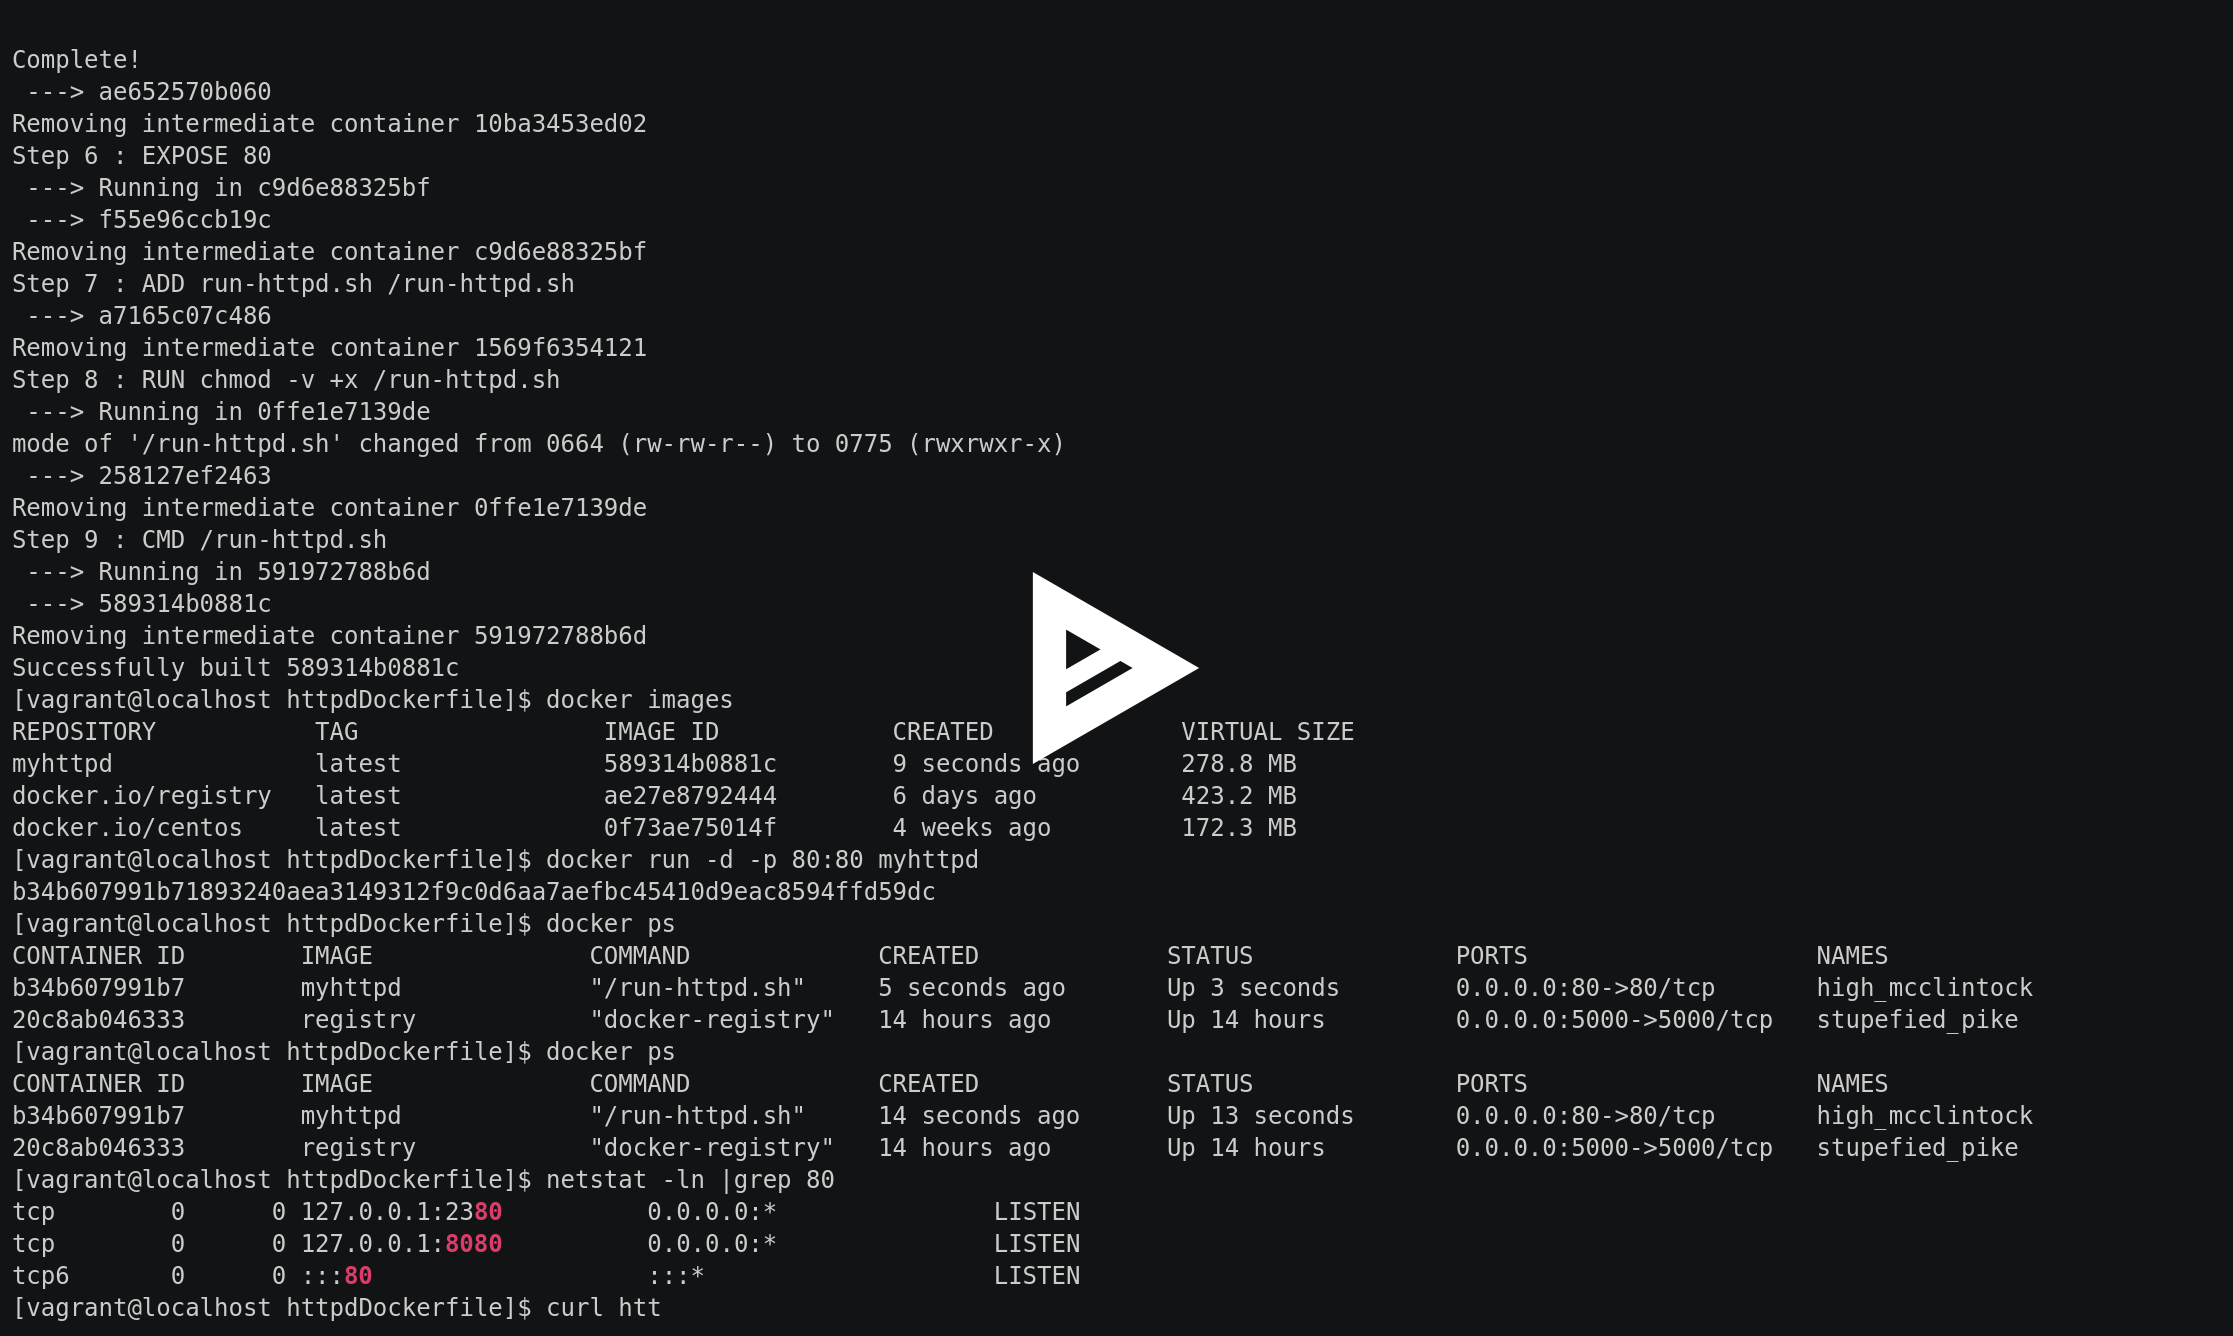 Complete!
 ---> ae652570b060
Removing intermediate container 10ba3453ed02
Step 6 : EXPOSE 80
 ---> Running in c9d6e88325bf
 ---> f55e96ccb19c
Removing intermediate container c9d6e88325bf
Step 7 : ADD run-httpd.sh /run-httpd.sh
 ---> a7165c07c486
Removing intermediate container 1569f6354121
Step 8 : RUN chmod -v +x /run-httpd.sh
 ---> Running in 0ffe1e7139de
mode of '/run-httpd.sh' changed from 0664 (rw-rw-r--) to 0775 (rwxrwxr-x)
 ---> 258127ef2463
Removing intermediate container 0ffe1e7139de
Step 9 : CMD /run-httpd.sh
 ---> Running in 591972788b6d
 ---> 589314b0881c
Removing intermediate container 591972788b6d
Successfully built 589314b0881c
[vagrant@localhost httpdDockerfile]$ docker images
REPOSITORY           TAG                 IMAGE ID            CREATED             VIRTUAL SIZE
myhttpd              latest              589314b0881c        9 seconds ago       278.8 MB
docker.io/registry   latest              ae27e8792444        6 days ago          423.2 MB
docker.io/centos     latest              0f73ae75014f        4 weeks ago         172.3 MB
[vagrant@localhost httpdDockerfile]$ docker run -d -p 80:80 myhttpd
b34b607991b71893240aea3149312f9c0d6aa7aefbc45410d9eac8594ffd59dc
[vagrant@localhost httpdDockerfile]$ docker ps
CONTAINER ID        IMAGE               COMMAND             CREATED             STATUS              PORTS                    NAMES
b34b607991b7        myhttpd             "/run-httpd.sh"     5 seconds ago       Up 3 seconds        0.0.0.0:80->80/tcp       high_mcclintock
20c8ab046333        registry            "docker-registry"   14 hours ago        Up 14 hours         0.0.0.0:5000->5000/tcp   stupefied_pike
[vagrant@localhost httpdDockerfile]$ docker ps
CONTAINER ID        IMAGE               COMMAND             CREATED             STATUS              PORTS                    NAMES
b34b607991b7        myhttpd             "/run-httpd.sh"     14 seconds ago      Up 13 seconds       0.0.0.0:80->80/tcp       high_mcclintock
20c8ab046333        registry            "docker-registry"   14 hours ago        Up 14 hours         0.0.0.0:5000->5000/tcp   stupefied_pike
[vagrant@localhost httpdDockerfile]$ netstat -ln |grep 80
tcp        0      0 127.0.0.1:2380          0.0.0.0:*               LISTEN
tcp        0      0 127.0.0.1:8080          0.0.0.0:*               LISTEN
tcp6       0      0 :::80                   :::*                    LISTEN
[vagrant@localhost httpdDockerfile]$ curl htt